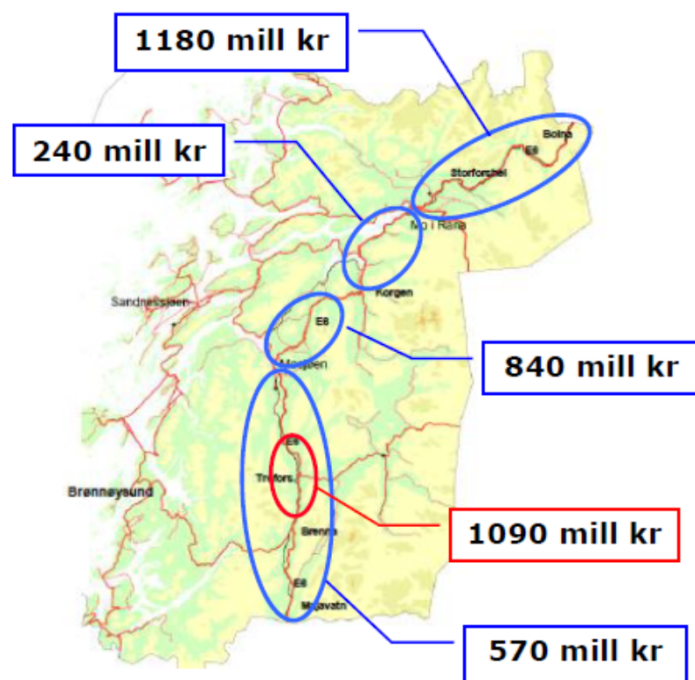 1180 mill kr
240 mill kr
Bolna
E6
Storforshei
Mo i Rana
Korgen
Sandnessjøen
E6
Mosjøen
840 mill kr
E6
Trofors
Brønnøysund
Brenna
1090 mill kr
E6
Majavatn
570 mill kr